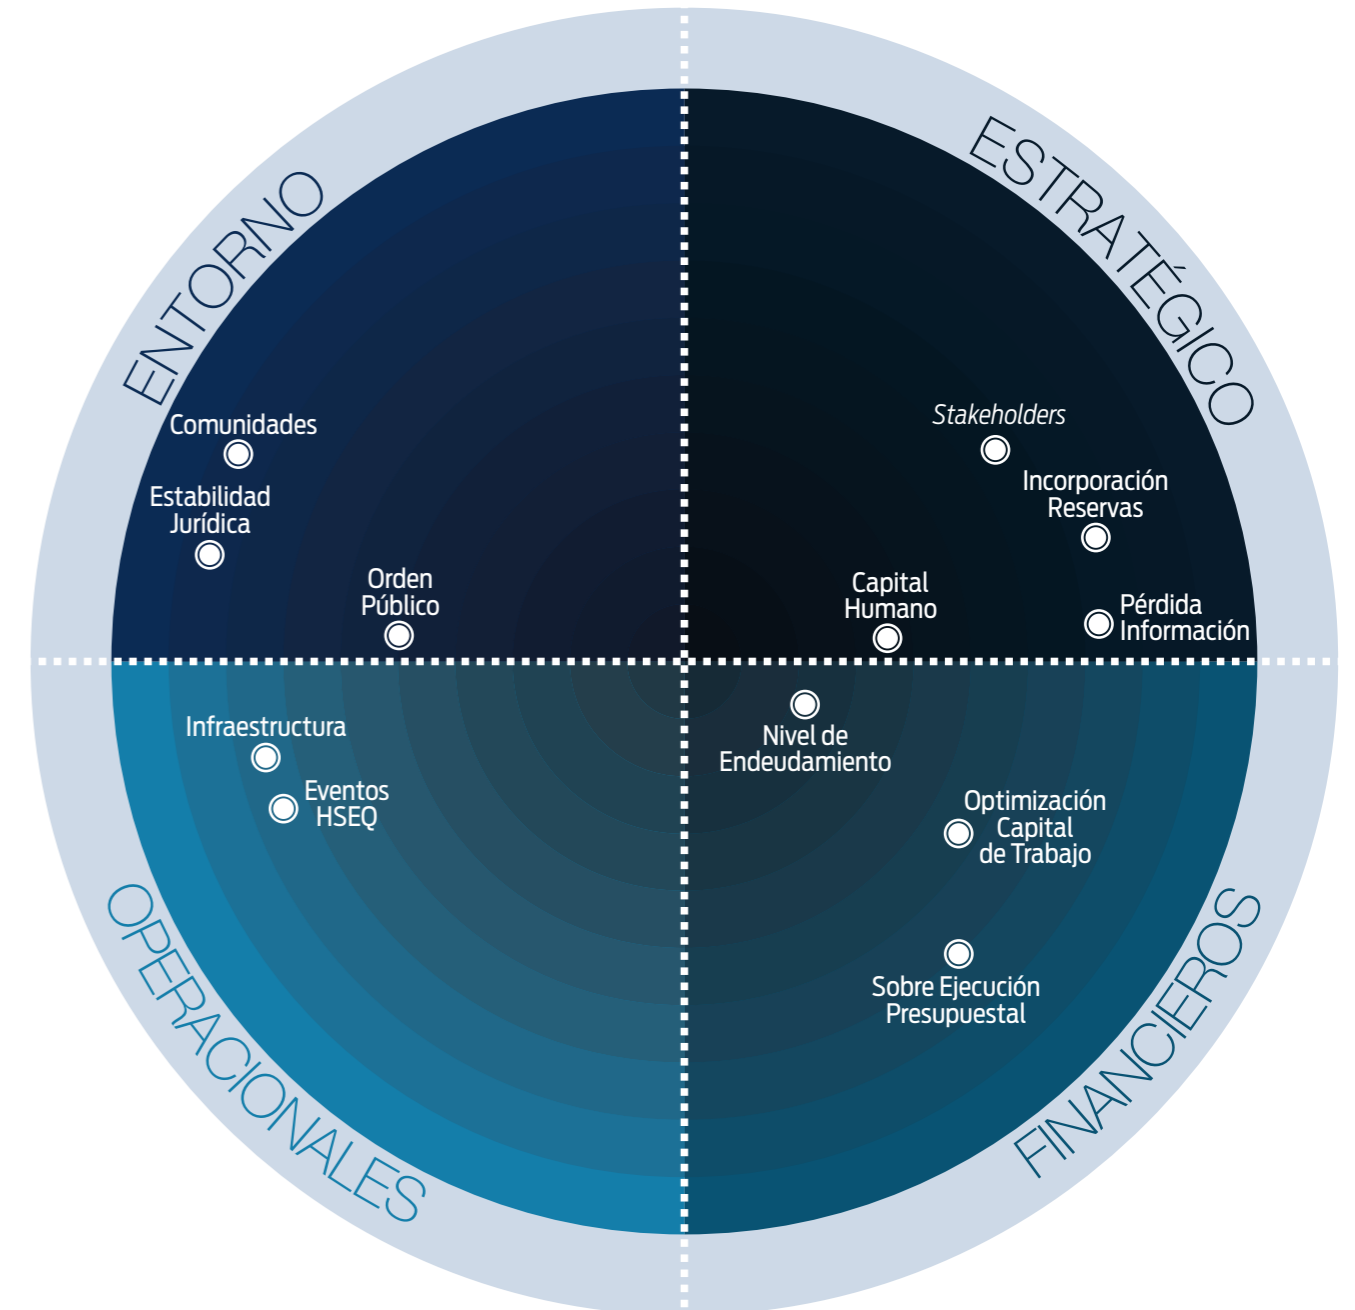 ENTORNO
Comunidades
Estabilidad
Jurídica
Orden
Público
ESTRATÉGICO
Stakeholders
Incorporación
Reservas
Capital
Humano
Pérdida
Información
OPERACIONALES
Infraestructura
Eventos
HSEQ
FINANCIEROS
Nivel de
Endeudamiento
Optimización
Capital
de Trabajo
Sobre Ejecución
Presupuestal